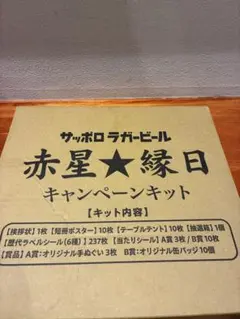 サッポロ ラガービール
赤星★縁日
キャンペーンキット
【キット内容】
【挨拶状】1枚【短冊ポスター】10枚【テーブルテント】10枚【抽選箱】1個
【歴代ラベルシール(6種)】237枚【当たりシール】A賞3枚/B賞10枚
【賞品】A賞:オリジナル手ぬぐい3枚 B賞:オリジナル缶バッジ10個